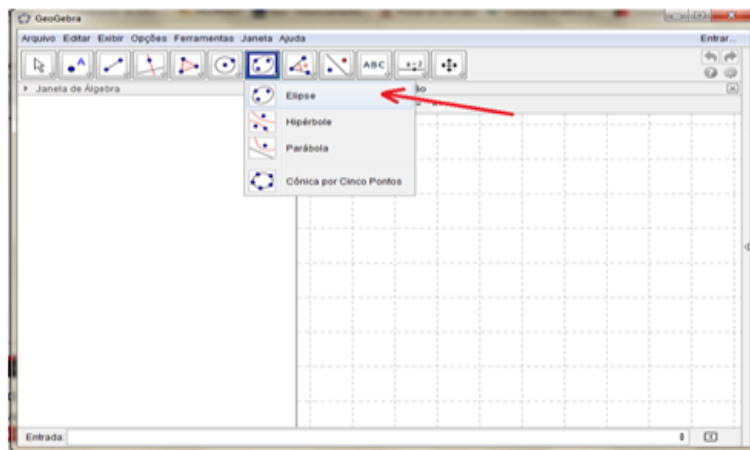 GeoGebra
Arquivo Editar Exibir Opções Ferramentas Janela Ajuda
Entrar...
ABC
a=2
Janela de Álgebra
Elipse
Hipérbole
Parábola
Cônica por Cinco Pontos
Entrada: